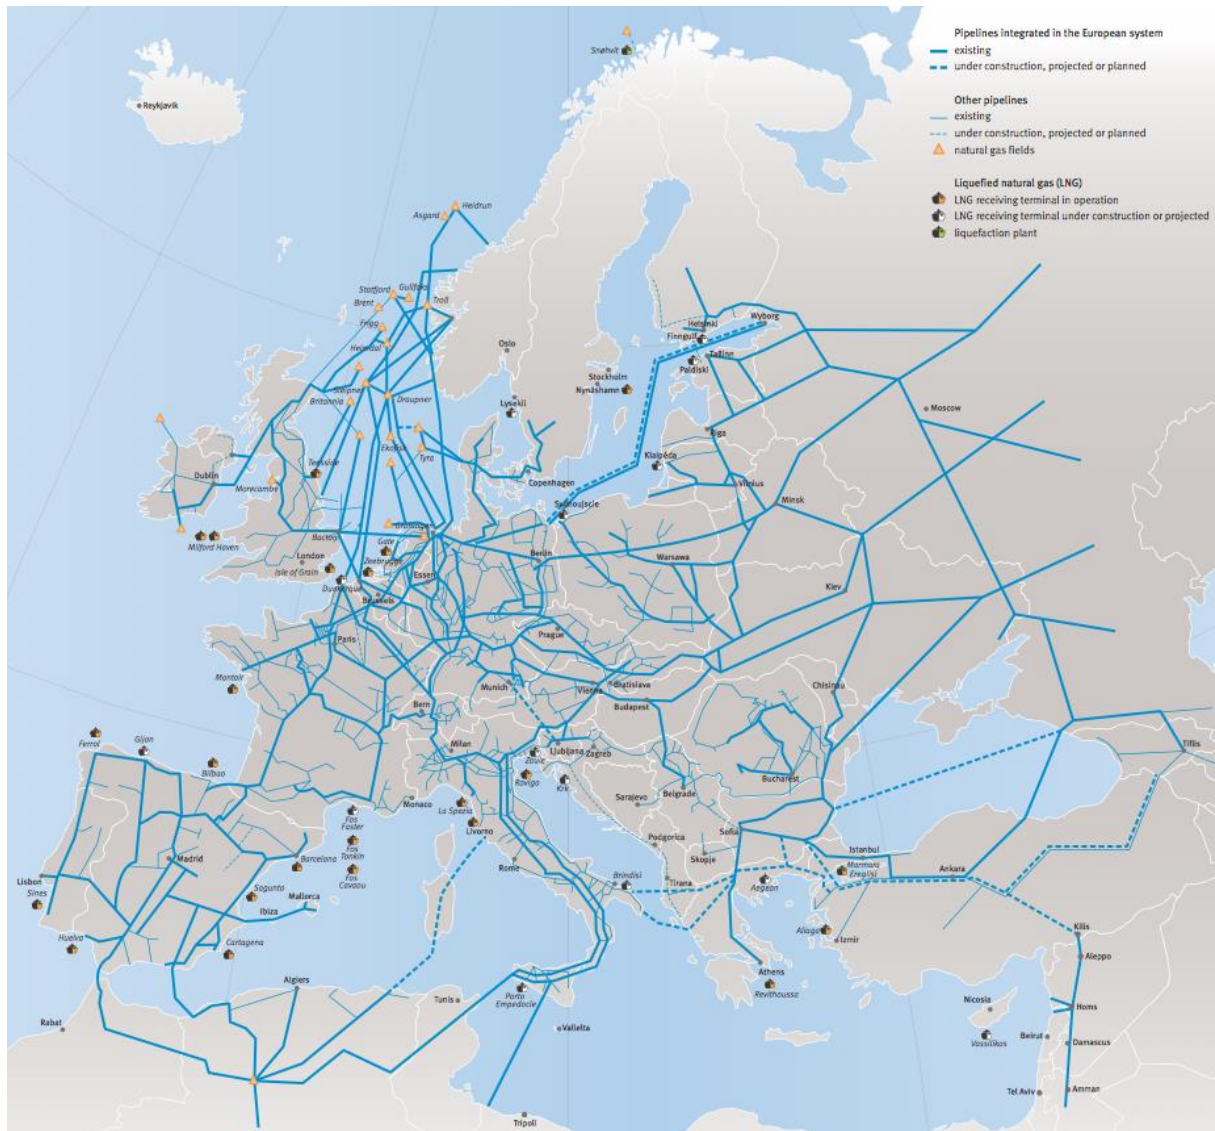 Snøhvit
Pipelines integrated in the European system
existing
under construction, projected or planned
Other pipelines
existing
under construction, projected or planned
natural gas fields
Liquefied natural gas (LNG)
LNG receiving terminal in operation
LNG receiving terminal under construction or projected
liquefaction plant
Reykjavik
Heidrun
Asgard
Statfjord
Gullfaks
Brent
Troll
Frigg
Heimdal
Oslo
Helsinki
Finngulf
Wyborg
Tallinn
Paldiski
Stockholm
Nynäshamn
Sleipner
Britannia
Draupner
Lysekil
Moscow
Riga
Ekofisk
Tyra
Teesside
Dublin
Morecambe
Klaipėda
Copenhagen
Vilnius
Minsk
Swinoujscie
Milford Haven
Bacton
London
Isle of Grain
Gate
Zeebrugge
Dunkerque
Brussels
Essen
Berlin
Warsawa
Kiev
Paris
Prague
Montoir
Munich
Vienna
Bratislava
Budapest
Chisinau
Bern
Milan
Ljubljana
Zagreb
Zaule
Rovigo
Krk
Ferrol
Gijon
Bilbao
Monaco
La Spezia
Livorno
Sarajevo
Belgrade
Bucharest
Tiflis
Fos
Faster
Fos
Tonkin
Fos
Cavaou
Madrid
Barcelona
Rome
Podgorica
Sofia
Skopje
Tirana
Brindisi
Istanbul
Marmara
Ereglisi
Ankara
Lisbon
Sines
Sagunto
Mallorca
Ibiza
Aegean
Huelva
Cartagena
Aliaga
Izmir
Kilis
Aleppo
Algiers
Tunis
Porto
Empedocle
Athens
Revithoussa
Nicosia
Vassilikos
Homs
Rabat
Valletta
Beirut
Damascus
Tel Aviv
Amman
Tripoli